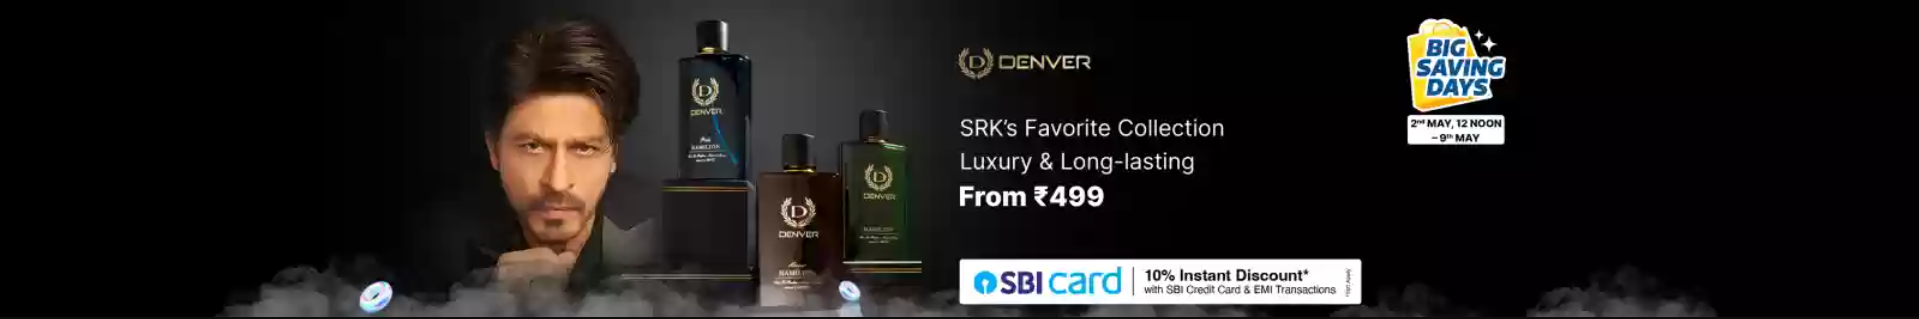 DENVER
HAMILTON
DENVER
HAMILTON
DENVER
HAMILTON
DENVER
SRK's Favorite Collection
Luxury & Long-lasting
From ₹499
SBI card
10% Instant Discount*
with SBI Credit Card & EMI Transactions
BIG
SAVING
DAYS
2nd MAY, 12 NOON
– 9th MAY